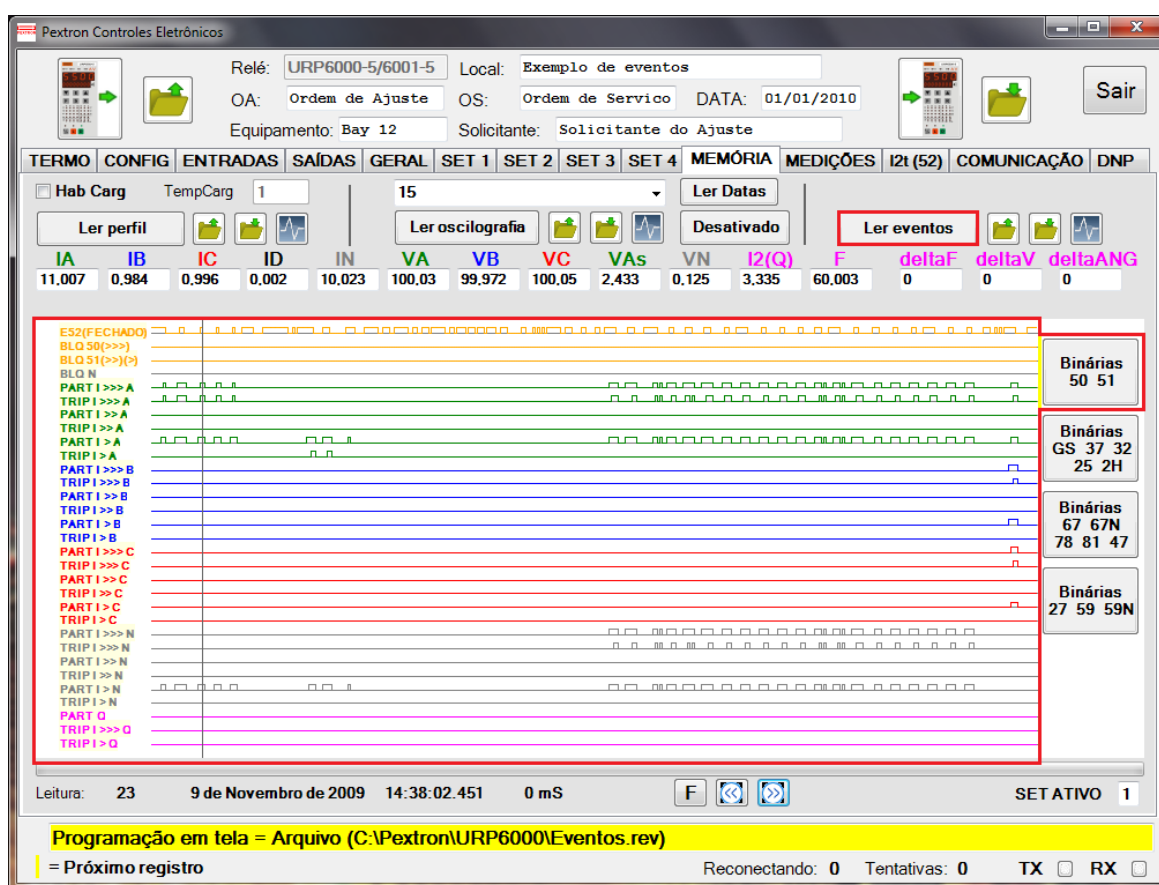 Pextron Controles Eletrônicos
Relé: URP6000-5/6001-5 Local: Exemplo de eventos
OA: Ordem de Ajuste OS: Ordem de Servico DATA: 01/01/2010
Equipamento: Bay 12 Solicitante: Solicitante do Ajuste
Sair
TERMO CONFIG ENTRADAS SAÍDAS GERAL SET 1 SET 2 SET 3 SET 4 MEMÓRIA MEDIÇÕES I2t (52) COMUNICAÇÃO DNP
Hab Carg TempCarg 1 15 Ler Datas
Ler perfil Ler oscilografia Desativado Ler eventos
IA IB IC ID IN VA VB VC VAs VN I2(Q) F deltaF deltaV deltaANG
11,007 0,984 0,996 0,002 10,023 100,03 99,972 100,05 2,433 0,125 3,335 60,003 0 0 0
E52(FECHADO)
BLQ 50(>>>)
BLQ 51(>>)(>)
BLQ N
PART I >>> A
TRIP I >>> A
PART I >> A
TRIP I >> A
PART I > A
TRIP I > A
PART I >>> B
TRIP I >>> B
PART I >> B
TRIP I >> B
PART I > B
TRIP I > B
PART I >>> C
TRIP I >>> C
PART I >> C
TRIP I >> C
PART I > C
TRIP I > C
PART I >>> N
TRIP I >>> N
PART I >> N
TRIP I >> N
PART I > N
TRIP I > N
PART Q
TRIP I >>> Q
TRIP I > Q
Binárias
50 51
Binárias
GS 37 32
25 2H
Binárias
67 67N
78 81 47
Binárias
27 59 59N
Leitura: 23 9 de Novembro de 2009 14:38:02.451 0 mS F SET ATIVO 1
Programação em tela = Arquivo (C:\Pextron\URP6000\Eventos.rev)
= Próximo registro Reconectando: 0 Tentativas: 0 TX RX